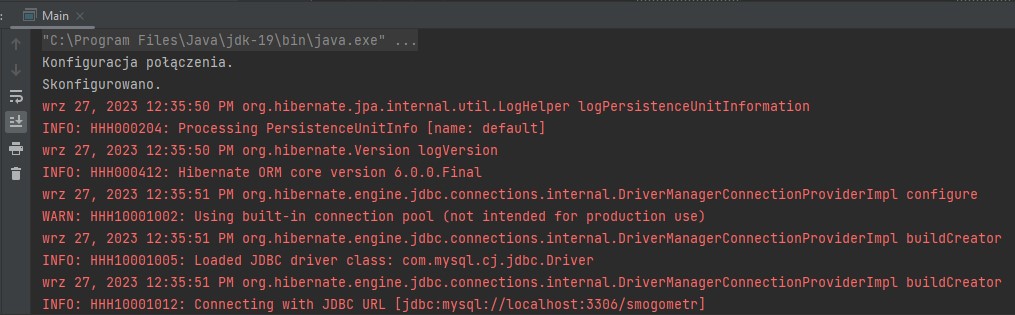 Main
"C:\Program Files\Java\jdk-19\bin\java.exe" ...
Konfiguracja połączenia.
Skonfigurowano.
wrz 27, 2023 12:35:50 PM org.hibernate.jpa.internal.util.LogHelper logPersistenceUnitInformation
INFO: HHH000204: Processing PersistenceUnitInfo [name: default]
wrz 27, 2023 12:35:50 PM org.hibernate.Version logVersion
INFO: HHH000412: Hibernate ORM core version 6.0.0.Final
wrz 27, 2023 12:35:51 PM org.hibernate.engine.jdbc.connections.internal.DriverManagerConnectionProviderImpl configure
WARN: HHH10001002: Using built-in connection pool (not intended for production use)
wrz 27, 2023 12:35:51 PM org.hibernate.engine.jdbc.connections.internal.DriverManagerConnectionProviderImpl buildCreator
INFO: HHH10001005: Loaded JDBC driver class: com.mysql.cj.jdbc.Driver
wrz 27, 2023 12:35:51 PM org.hibernate.engine.jdbc.connections.internal.DriverManagerConnectionProviderImpl buildCreator
INFO: HHH10001012: Connecting with JDBC URL [jdbc:mysql://localhost:3306/smogometr]